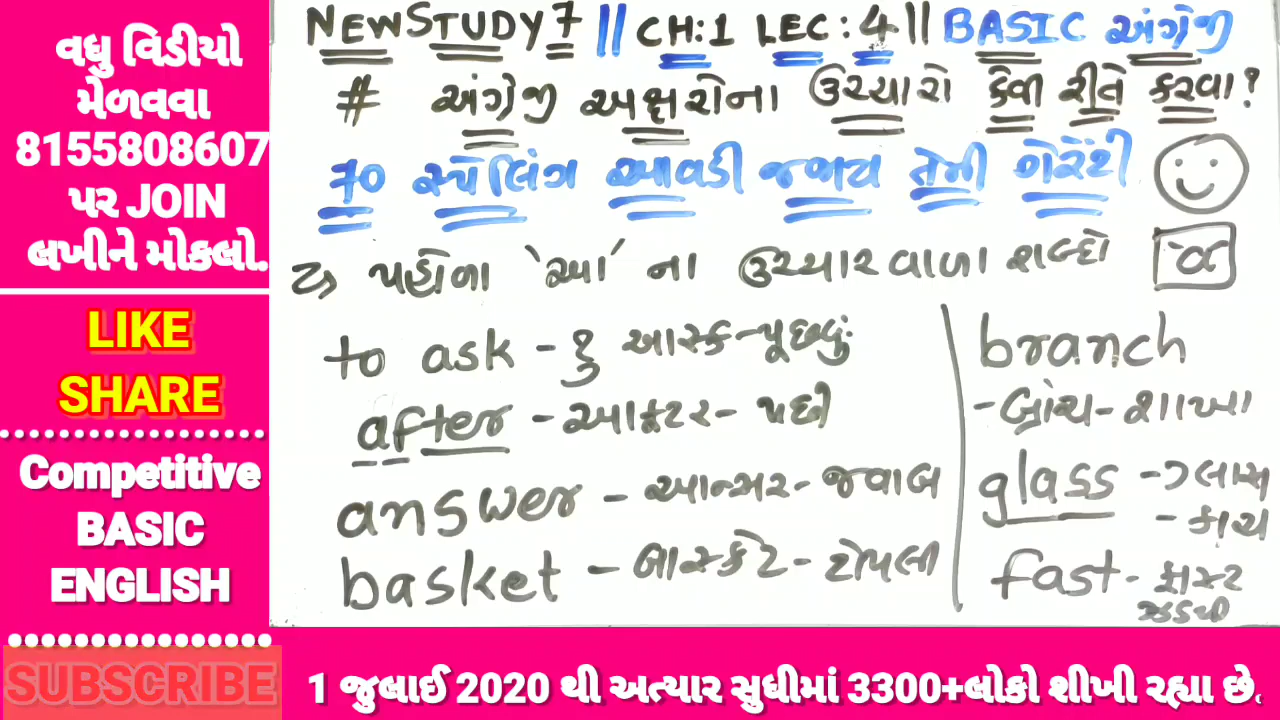 વધુ વિડીયો
મેળવવા
8155808607
પર JOIN
લખીને મોકલો.
LIKE
SHARE
Competitive
BASIC
ENGLISH
SUBSCRIBE
NEWSTUDY7 || CH:1 LEC:4 || BASIC અંગ્રેજી
# અંગ્રેજી અક્ષરોના ઉચ્ચારો કેવી રીતે કરવા?
70 સ્પેલિંગ આવડી જશે તેની ગેરેંટી
પહોળા 'આ' ના ઉચ્ચાર વાળા શબ્દો
to ask - આસ્ક - પૂછવું
after - આફ્ટર - પછી
answer - આન્સર - જવાબ
basket - બાસ્કેટ - ટોપલી
branch
- બ્રાંચ - શાખા
glass - ગ્લાસ
- કાચ
fast - ફાસ્ટ
ઝડપી
1 જુલાઈ 2020 થી અત્યાર સુધીમાં 3300+લોકો શીખી રહ્યા છે.